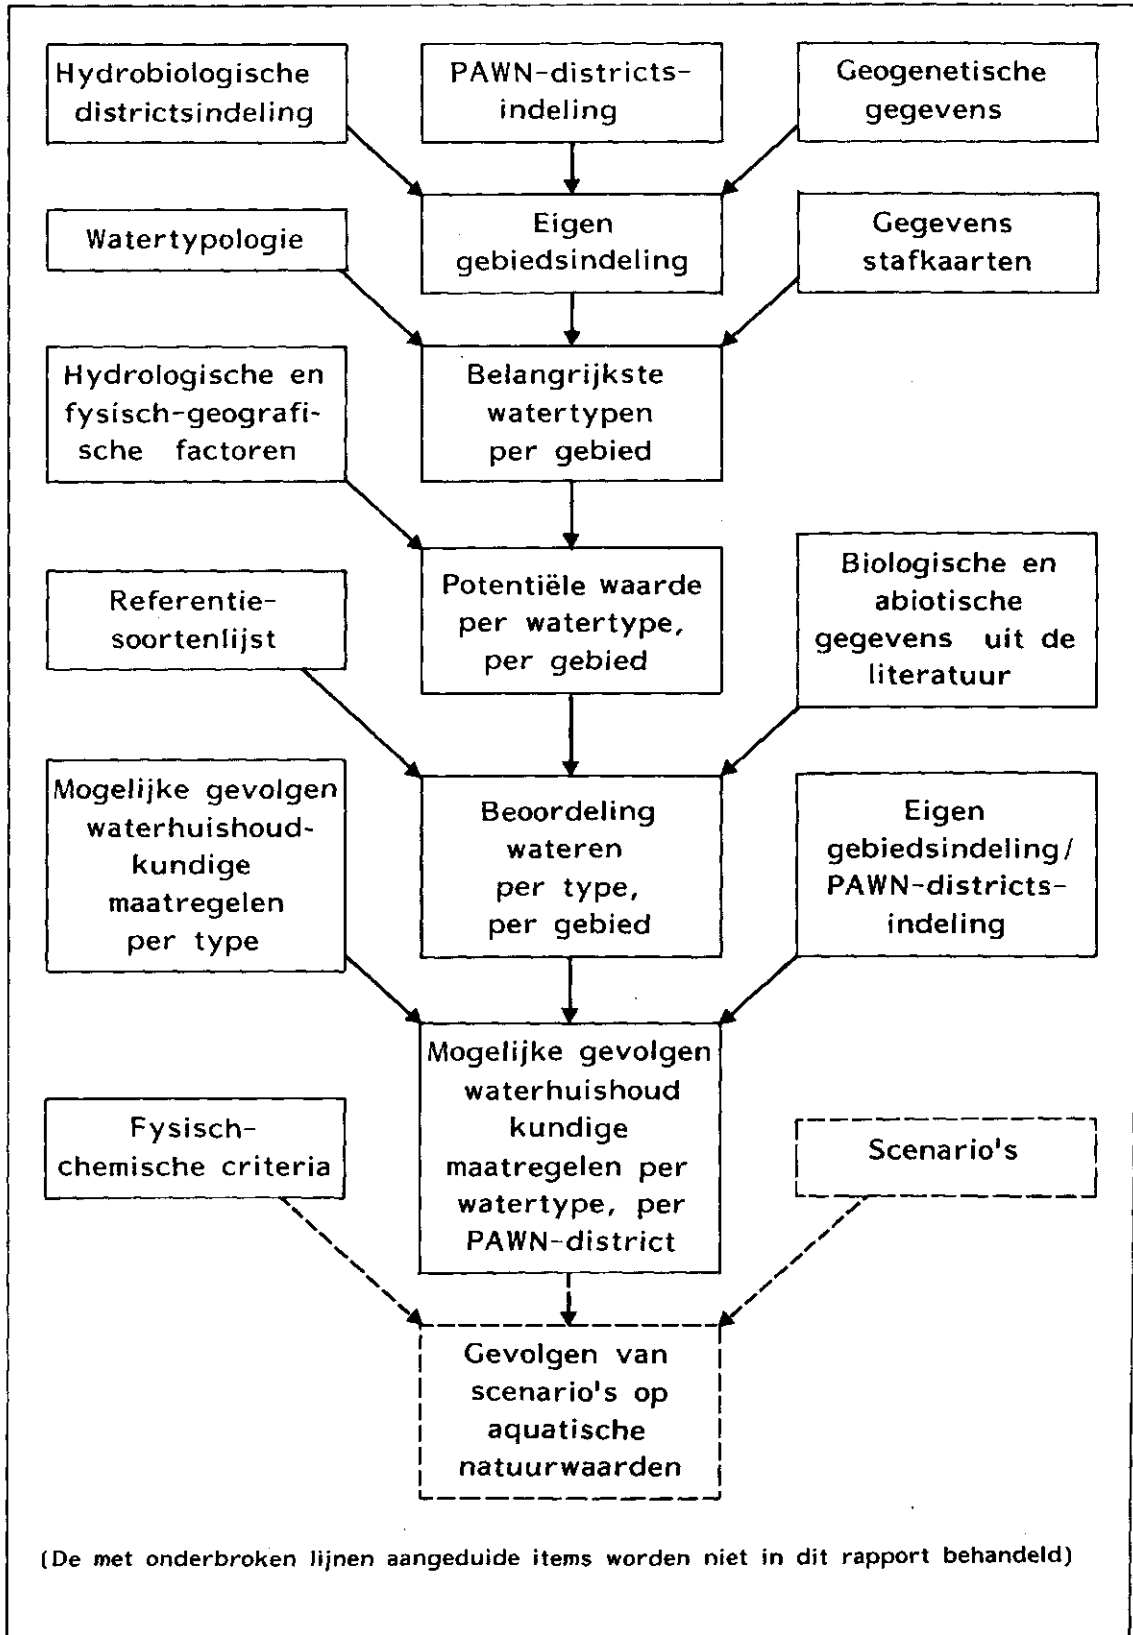 Hydrobiologische
districtsindeling
PAWN-districts-
indeling
Geogenetische
gegevens
Watertypologie
Eigen
gebiedsindeling
Gegevens
stafkaarten
Hydrologische en
fysisch-geografi-
sche factoren
Belangrijkste
watertypen
per gebied
Referentie-
soortenlijst
Potentiële waarde
per watertype,
per gebied
Biologische en
abiotische
gegevens uit de
literatuur
Mogelijke gevolgen
waterhuishoud-
kundige
maatregelen
per type
Beoordeling
wateren
per type,
per gebied
Eigen
gebiedsindeling/
PAWN-districts-
indeling
Fysisch-
chemische criteria
Mogelijke gevolgen
waterhuishoud
kundige
maatregelen per
watertype, per
PAWN-district
Scenario's
Gevolgen van
scenario's op
aquatische
natuurwaarden
(De met onderbroken lijnen aangeduide items worden niet in dit rapport behandeld)